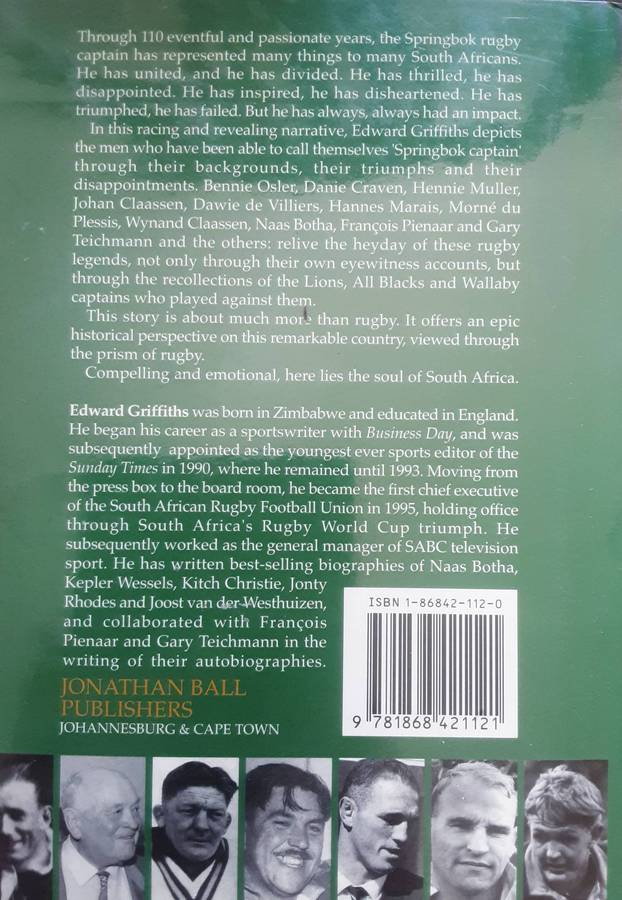 Through 110 eventful and passionate years, the Springbok rugby
captain has represented many things to many South Africans.
He has united, and he has divided. He has thrilled, he has
disappointed. He has inspired, he has disheartened. He has
triumphed, he has failed. But he has always, always had an impact.
In this racing and revealing narrative, Edward Griffiths depicts
the men who have been able to call themselves 'Springbok captain'
through their backgrounds, their triumphs and their
disappointments. Bennie Osler, Danie Craven, Hennie Muller,
Johan Claassen, Dawie de Villiers, Hannes Marais, Morné du
Plessis, Wynand Claassen, Naas Botha, François Pienaar and Gary
Teichmann and the others: relive the heyday of these rugby
legends, not only through their own eyewitness accounts, but
through the recollections of the Lions, All Blacks and Wallaby
captains who played against them.
This story is about much more than rugby. It offers an epic
historical perspective on this remarkable country, viewed through
the prism of rugby.
Compelling and emotional, here lies the soul of South Africa.
Edward Griffiths was born in Zimbabwe and educated in England.
He began his career as a sportswriter with Business Day, and was
subsequently appointed as the youngest ever sports editor of the
Sunday Times in 1990, where he remained until 1993. Moving from
the press box to the board room, he became the first chief executive
of the South African Rugby Football Union in 1995, holding office
through South Africa's Rugby World Cup triumph. He
subsequently worked as the general manager of SABC television
sport. He has written best-selling biographies of Naas Botha,
Kepler Wessels, Kitch Christie, Jonty
Rhodes and Joost van der Westhuizen,
and collaborated with François
Pienaar and Gary Teichmann in the
writing of their autobiographies.
JONATHAN BALL
PUBLISHERS
JOHANNESBURG & CAPE TOWN
ISBN 1-86842-112-0
9 781868 421121